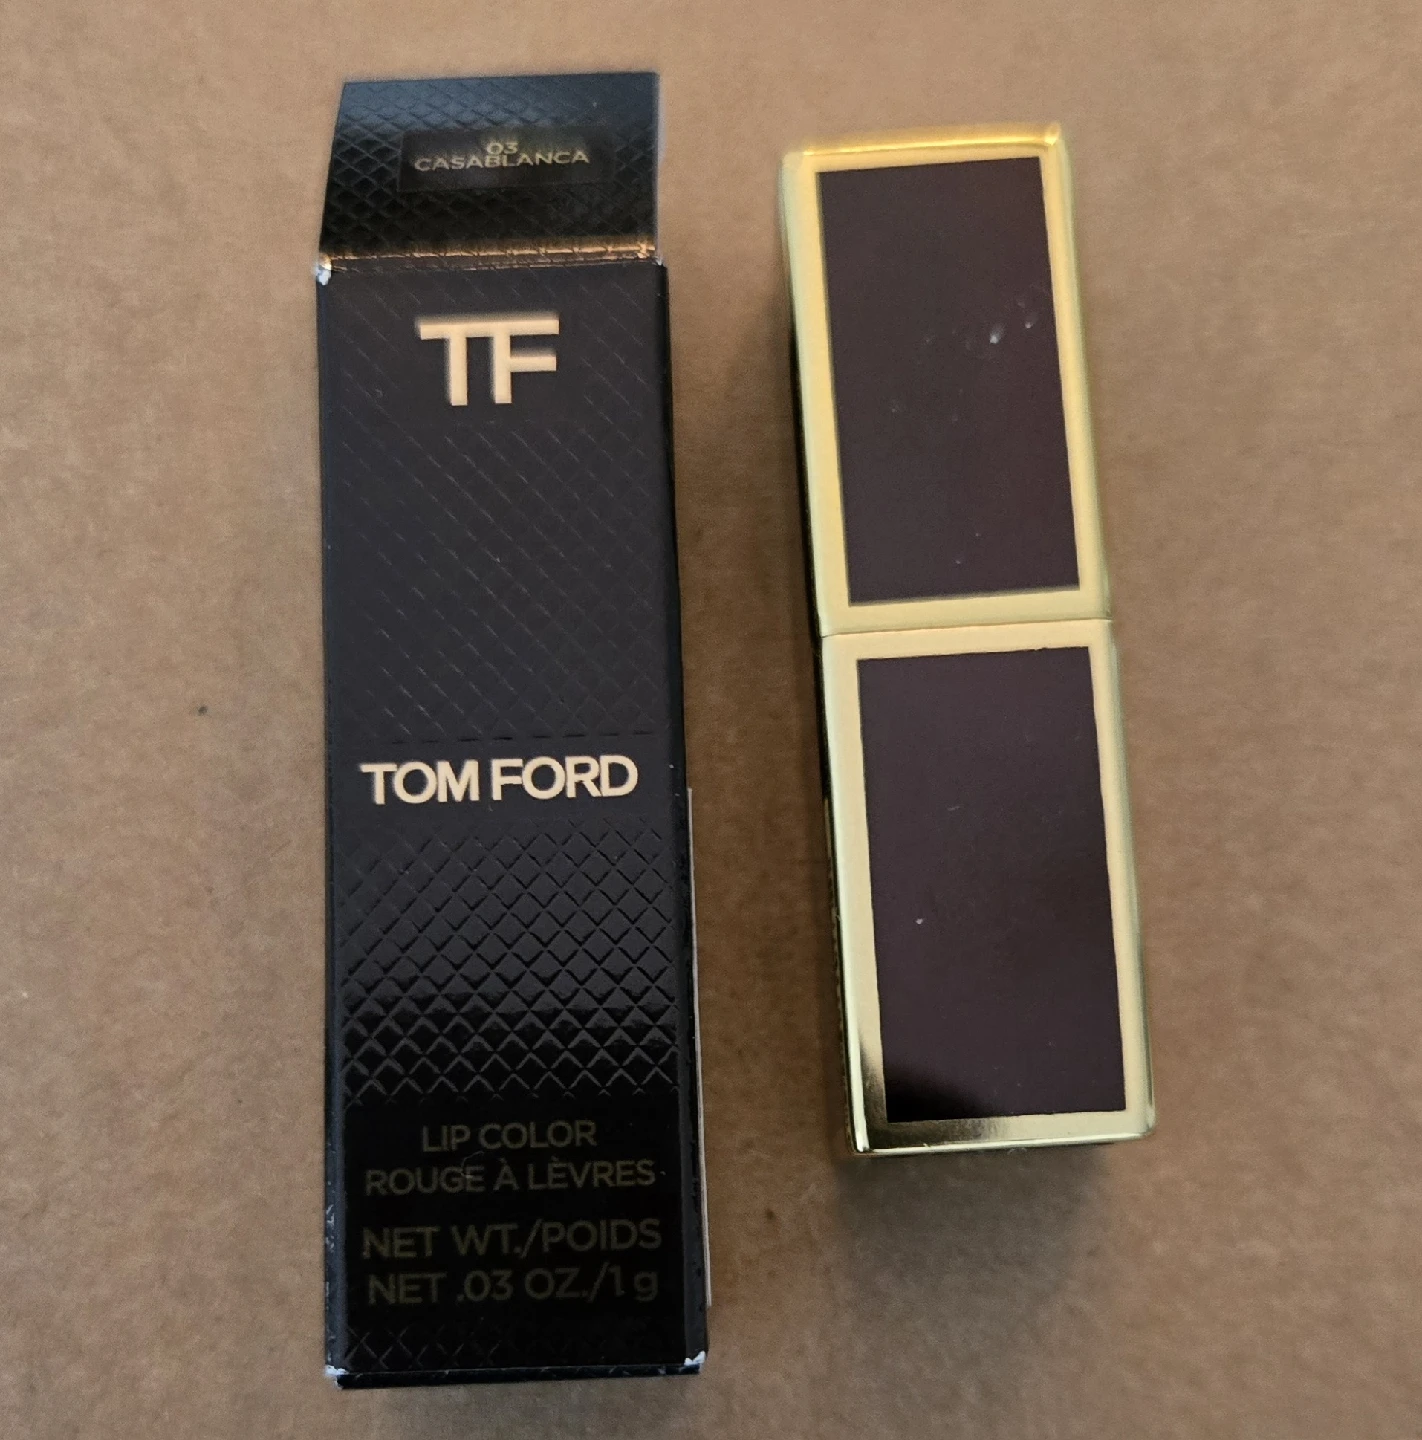 03
CASABLANCA
TF
TOM FORD
LIP COLOR
ROUGE À LÈVRES
NET WT./POIDS
NET .03 OZ./1 g